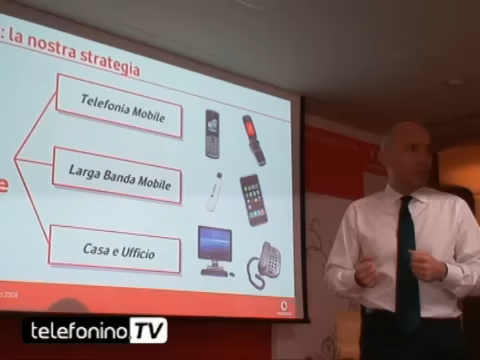 : la nostra strategia
Telefonia Mobile
Larga Banda Mobile
e
Casa e Ufficio
telefonino.TV